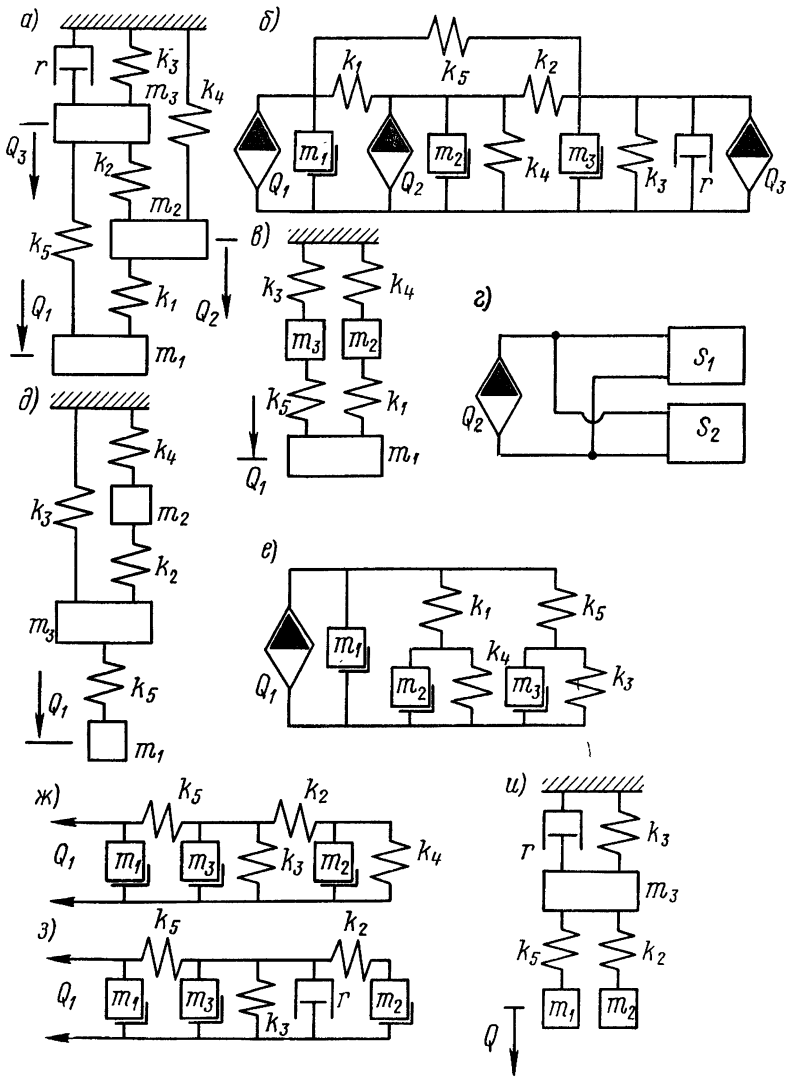 а)
r
k₃
m₃
k₄
Q₃
k₂
m₂
k₅
Q₁
k₁
Q₂
m₁
б)
k₁
k₅
k₂
Q₁
m₁
Q₂
m₂
k₄
m₃
k₃
r
Q₃
в)
k₃
k₄
m₃
m₂
k₅
k₁
Q₁
m₁
г)
Q₂
S₁
S₂
д)
k₄
k₃
m₂
k₂
m₃
k₅
Q₁
m₁
е)
Q₁
m₁
k₁
k₅
m₂
k₄
m₃
k₃
ж)
k₅
k₂
Q₁
m₁
m₃
k₃
m₂
k₄
з)
k₅
k₂
Q₁
m₁
m₃
k₃
r
m₂
и)
r
k₃
m₃
k₅
k₂
m₁
m₂
Q